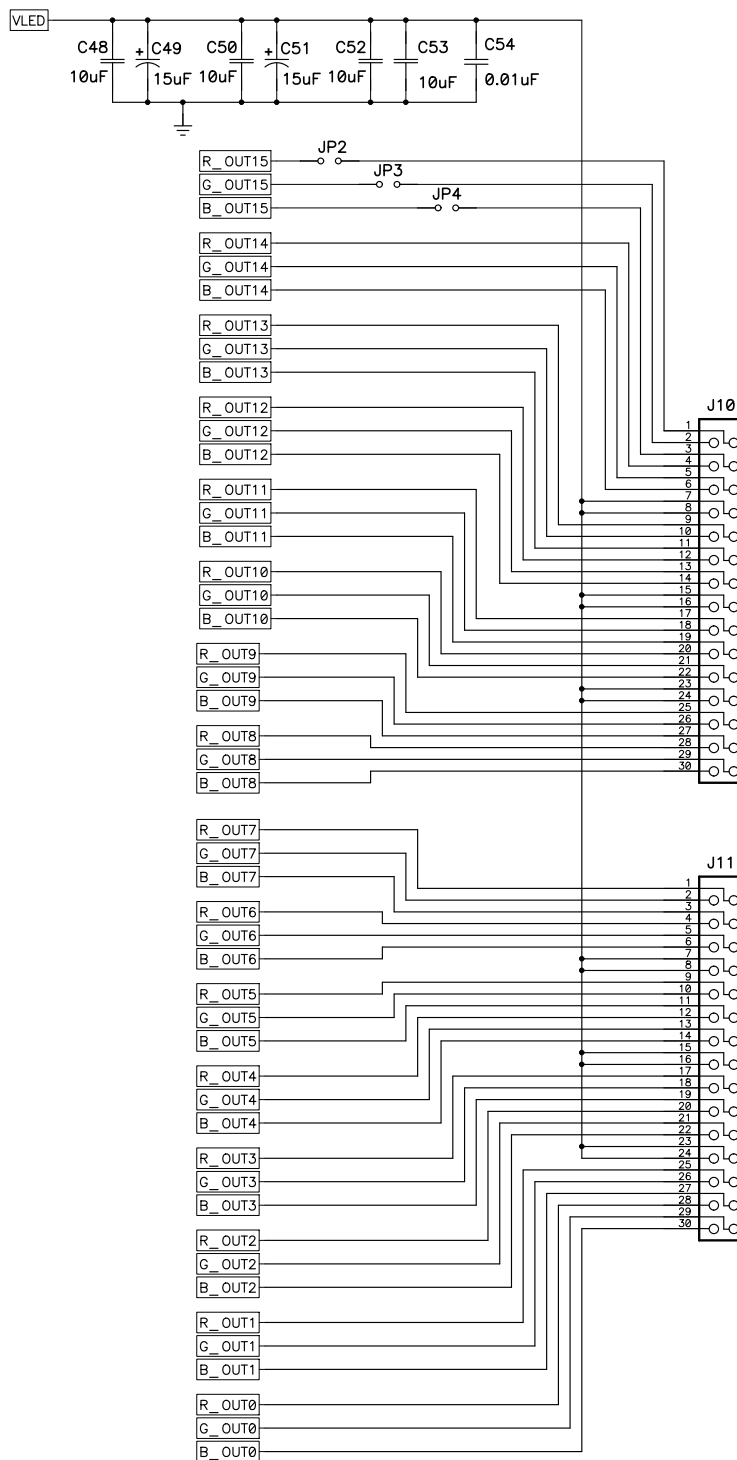 VLED
C48 + C49 C50 + C51 C52 C53 C54
10uF 15uF 10uF 15uF 10uF 10uF 0.01uF
R_OUT15 JP2
G_OUT15 JP3
B_OUT15 JP4
R_OUT14
G_OUT14
B_OUT14
R_OUT13
G_OUT13
B_OUT13
R_OUT12
G_OUT12
B_OUT12
R_OUT11
G_OUT11
B_OUT11
R_OUT10
G_OUT10
B_OUT10
R_OUT9
G_OUT9
B_OUT9
R_OUT8
G_OUT8
B_OUT8
J10
1
2
3
4
5
6
7
8
9
10
11
12
13
14
15
16
17
18
19
20
21
22
23
24
25
26
27
28
29
30
R_OUT7
G_OUT7
B_OUT7
R_OUT6
G_OUT6
B_OUT6
R_OUT5
G_OUT5
B_OUT5
R_OUT4
G_OUT4
B_OUT4
R_OUT3
G_OUT3
B_OUT3
R_OUT2
G_OUT2
B_OUT2
R_OUT1
G_OUT1
B_OUT1
R_OUT0
G_OUT0
B_OUT0
J11
1
2
3
4
5
6
7
8
9
10
11
12
13
14
15
16
17
18
19
20
21
22
23
24
25
26
27
28
29
30